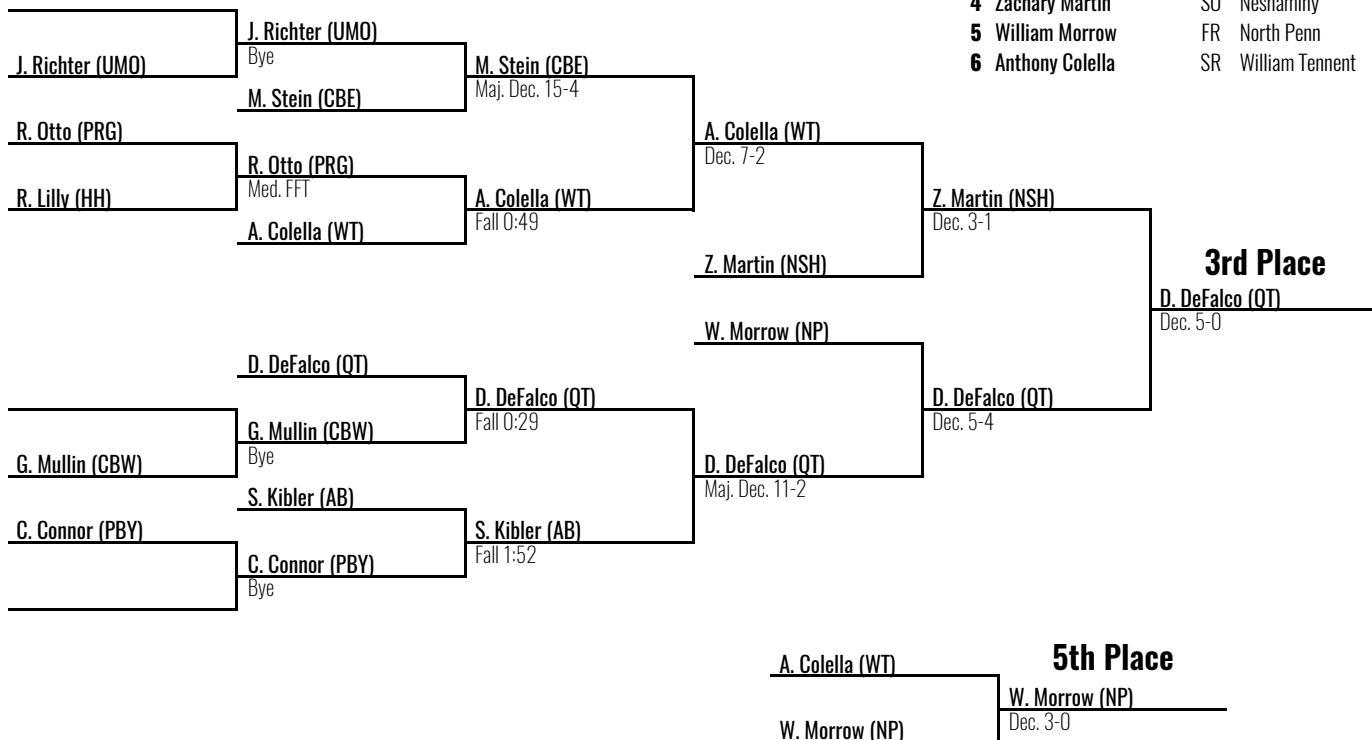 4 Zachary Martin SO Neshaminy
5 William Morrow FR North Penn
6 Anthony Colella SR William Tennent
J. Richter (UMO)
J. Richter (UMO)
Bye
M. Stein (CBE)
M. Stein (CBE)
Maj. Dec. 15-4
R. Otto (PRG)
R. Lilly (HH)
R. Otto (PRG)
Med. FFT
A. Colella (WT)
A. Colella (WT)
Fall 0:49
A. Colella (WT)
Dec. 7-2
Z. Martin (NSH)
Z. Martin (NSH)
Dec. 3-1
3rd Place
D. DeFalco (QT)
Dec. 5-0
W. Morrow (NP)
D. DeFalco (QT)
G. Mullin (CBW)
G. Mullin (CBW)
Bye
D. DeFalco (QT)
Fall 0:29
D. DeFalco (QT)
Maj. Dec. 11-2
D. DeFalco (QT)
Dec. 5-4
S. Kibler (AB)
C. Connor (PBY)
C. Connor (PBY)
Bye
S. Kibler (AB)
Fall 1:52
5th Place
A. Colella (WT)
W. Morrow (NP)
W. Morrow (NP)
Dec. 3-0